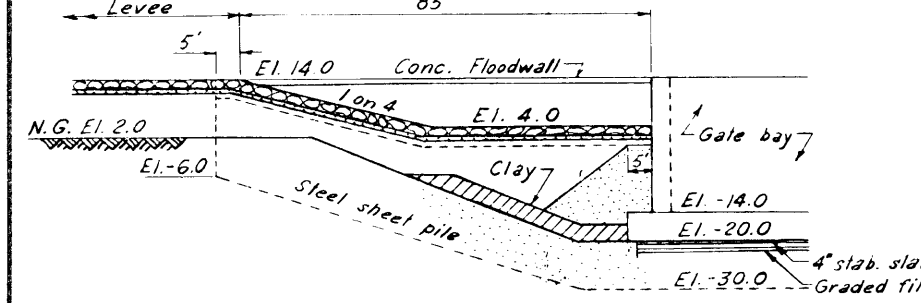 Levee
85'
5'
El. 14.0
Conc. Floodwall
1 on 4
El. 4.0
N.G. El. 2.0
Gate bay
5'
El.-6.0
Clay
Steel sheet pile
El. -14.0
El. -20.0
4" stab. sla
Graded fil
El.-30.0